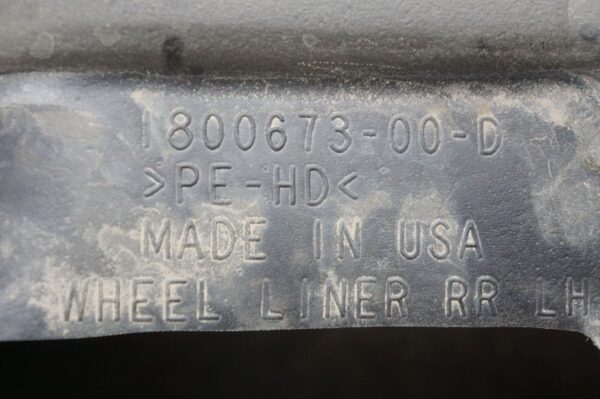 1800673-00-D
>PE-HD<
MADE IN USA
WHEEL LINER RR LH